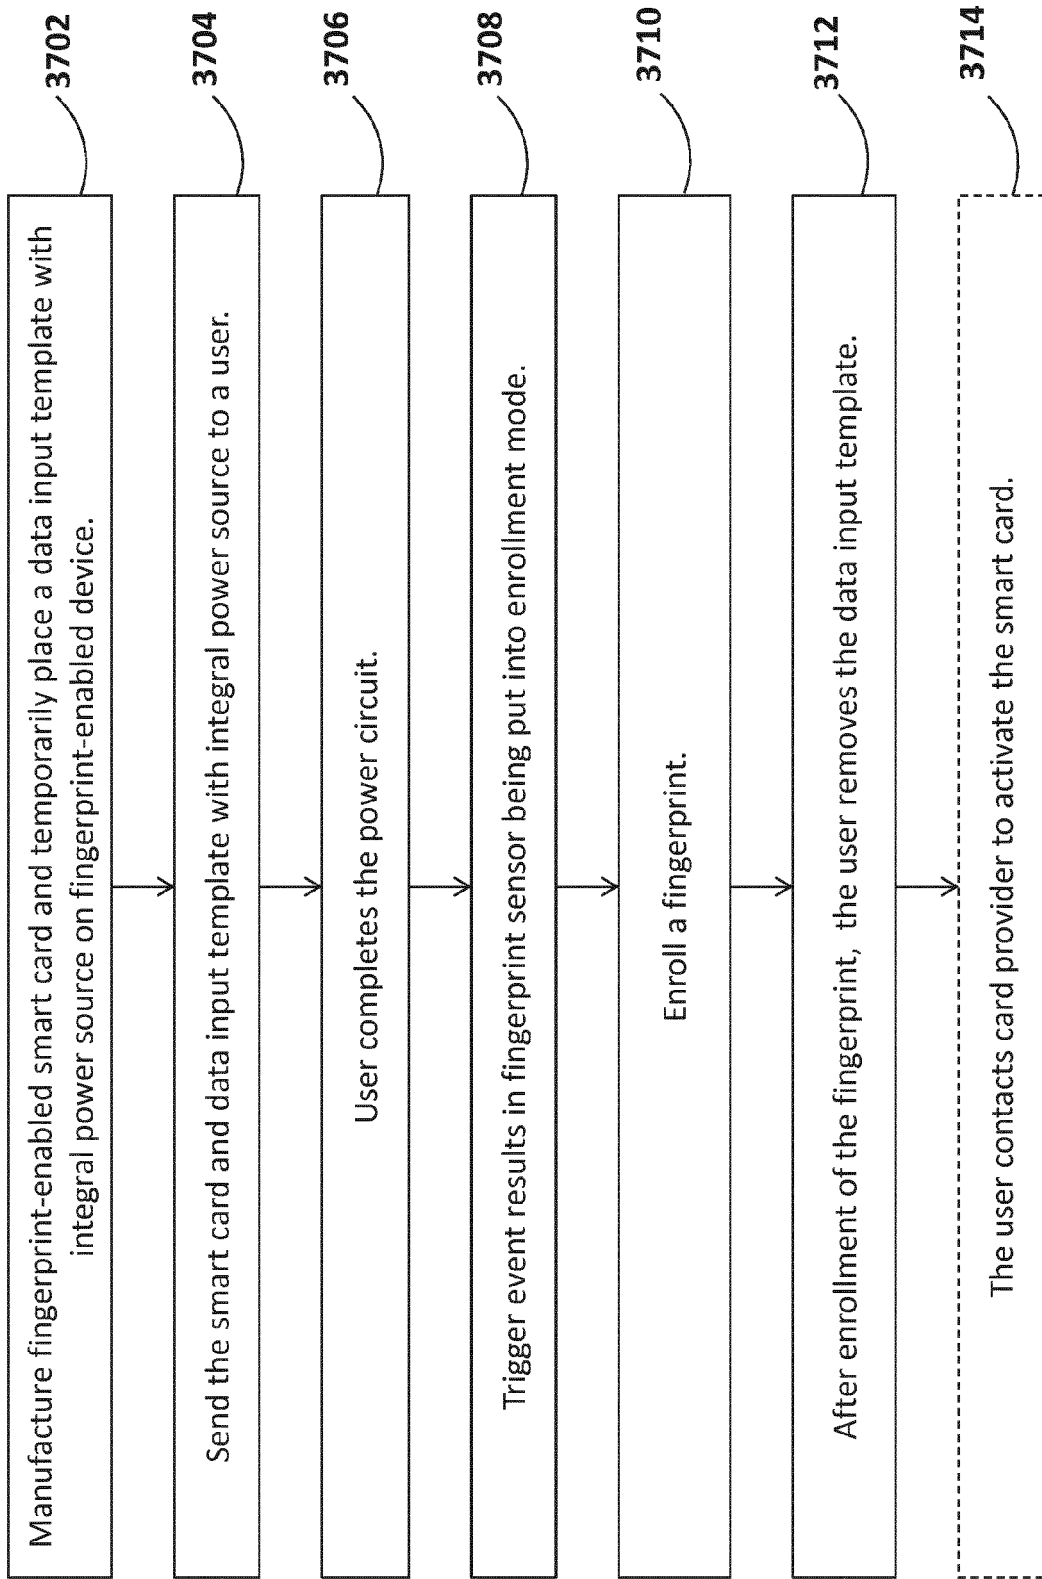 Manufacture fingerprint-enabled smart card and temporarily place a data input template with
integral power source on fingerprint-enabled device.
3702
Send the smart card and data input template with integral power source to a user.
3704
User completes the power circuit.
3706
Trigger event results in fingerprint sensor being put into enrollment mode.
3708
Enroll a fingerprint.
3710
After enrollment of the fingerprint, the user removes the data input template.
3712
The user contacts card provider to activate the smart card.
3714